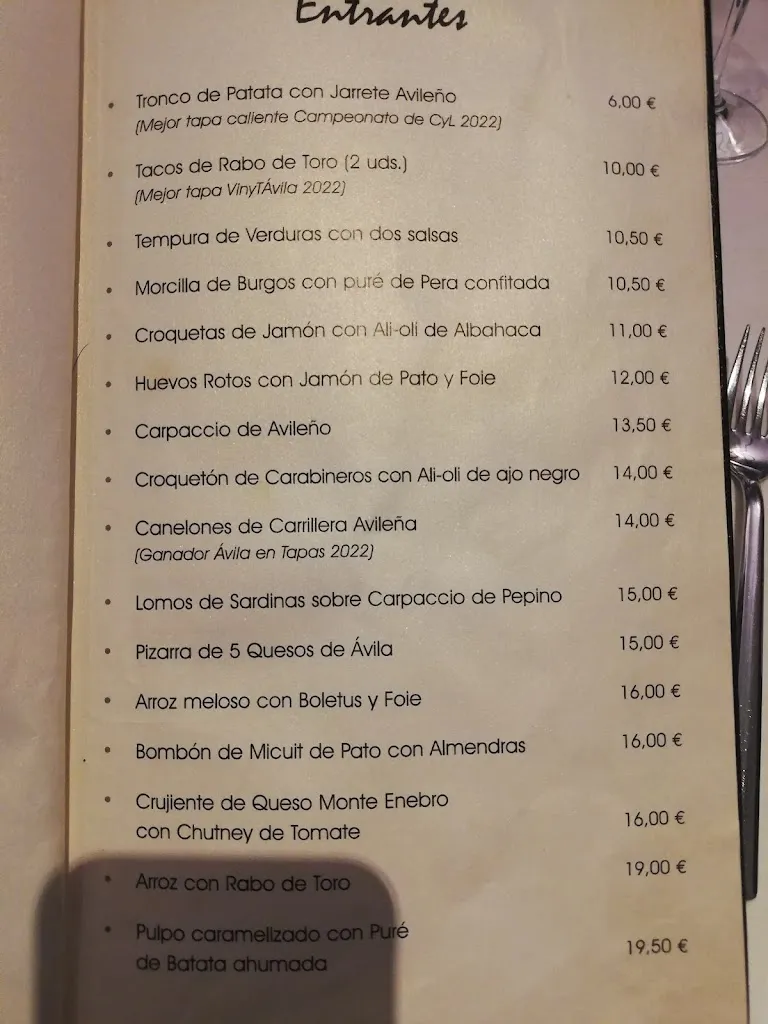 Entrantes
Tronco de Patata con Jarrete Avileño 6,00 €
(Mejor tapa caliente Campeonato de CyL 2022)
Tacos de Rabo de Toro (2 uds.) 10,00 €
(Mejor tapa VinyTÁvila 2022)
Tempura de Verduras con dos salsas 10,50 €
Morcilla de Burgos con puré de Pera confitada 10,50 €
Croquetas de Jamón con Ali-oli de Albahaca 11,00 €
Huevos Rotos con Jamón de Pato y Foie 12,00 €
Carpaccio de Avileño 13,50 €
Croquetón de Carabineros con Ali-oli de ajo negro 14,00 €
Canelones de Carrillera Avileña 14,00 €
(Ganador Ávila en Tapas 2022)
Lomos de Sardinas sobre Carpaccio de Pepino 15,00 €
Pizarra de 5 Quesos de Ávila 15,00 €
Arroz meloso con Boletus y Foie 16,00 €
Bombón de Micuit de Pato con Almendras 16,00 €
Crujiente de Queso Monte Enebro
con Chutney de Tomate 16,00 €
Arroz con Rabo de Toro 19,00 €
Pulpo caramelizado con Puré
de Batata ahumada 19,50 €